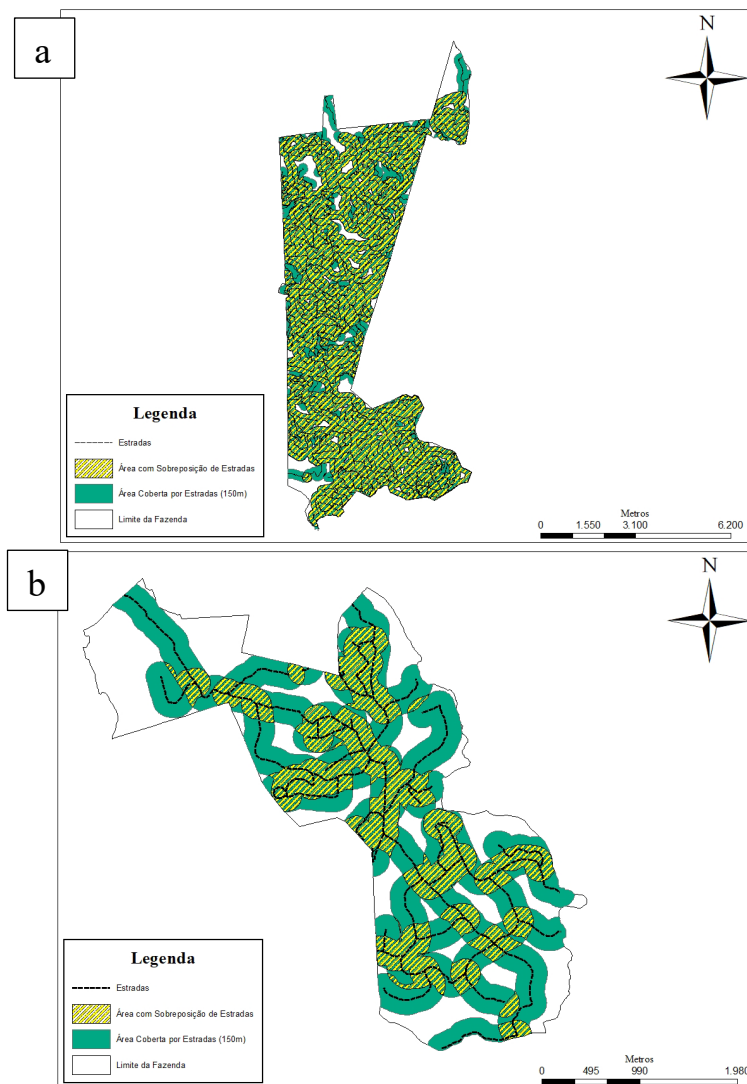 a
N
Legenda
Estradas
Área com Sobreposição de Estradas
Área Coberta por Estradas (150m)
Limite da Fazenda
Metros
0 1.550 3.100 6.200
b
N
Legenda
Estradas
Área com Sobreposição de Estradas
Área Coberta por Estradas (150m)
Limite da Fazenda
Metros
0 495 990 1.980